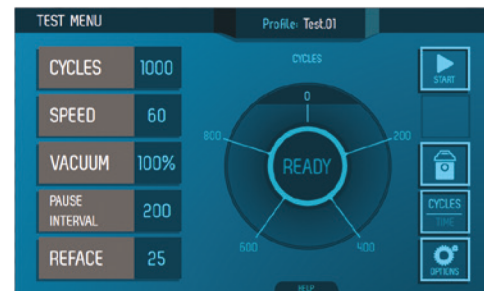 TEST MENU
Profile: Test.01
CYCLES 1000
SPEED 60
VACUUM 100%
PAUSE INTERVAL 200
REFACE 25
CYCLES
0
200
400
600
800
READY
START
CYCLES
TIME
OPTIONS
HELP